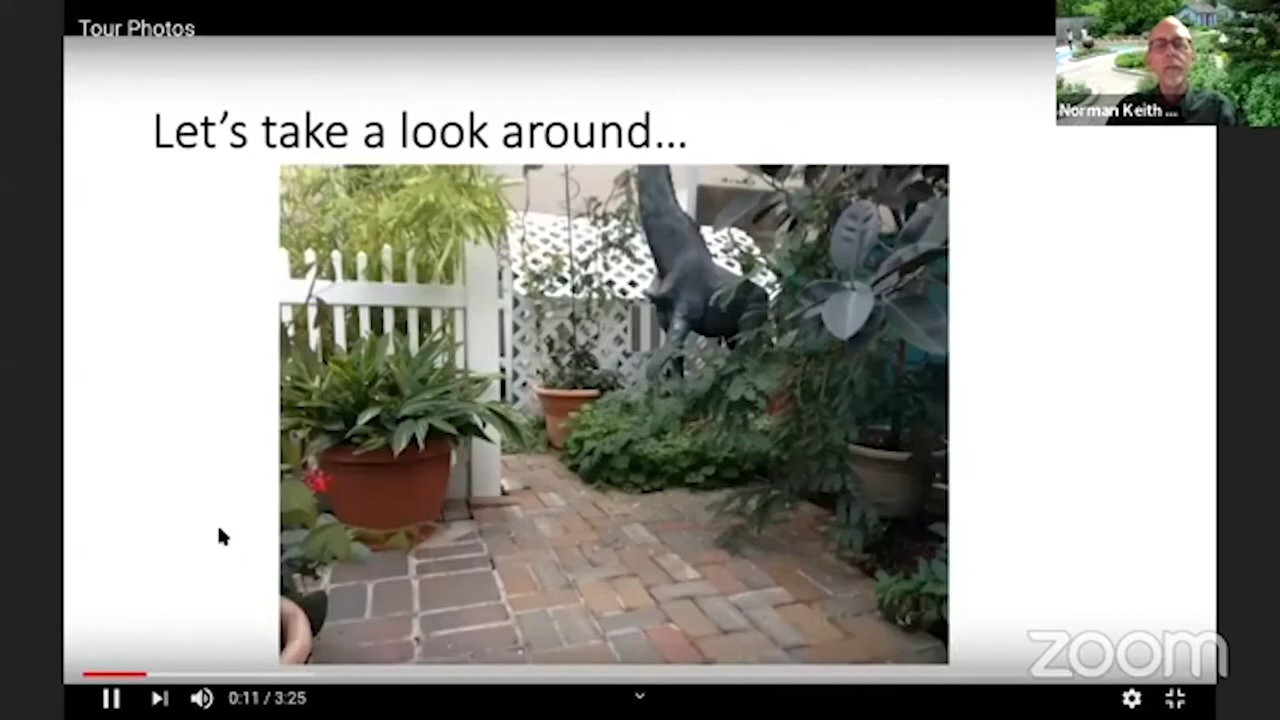 Tour Photos
Norman Keith ...
Let's take a look around...
zoom
0:11 / 3:25